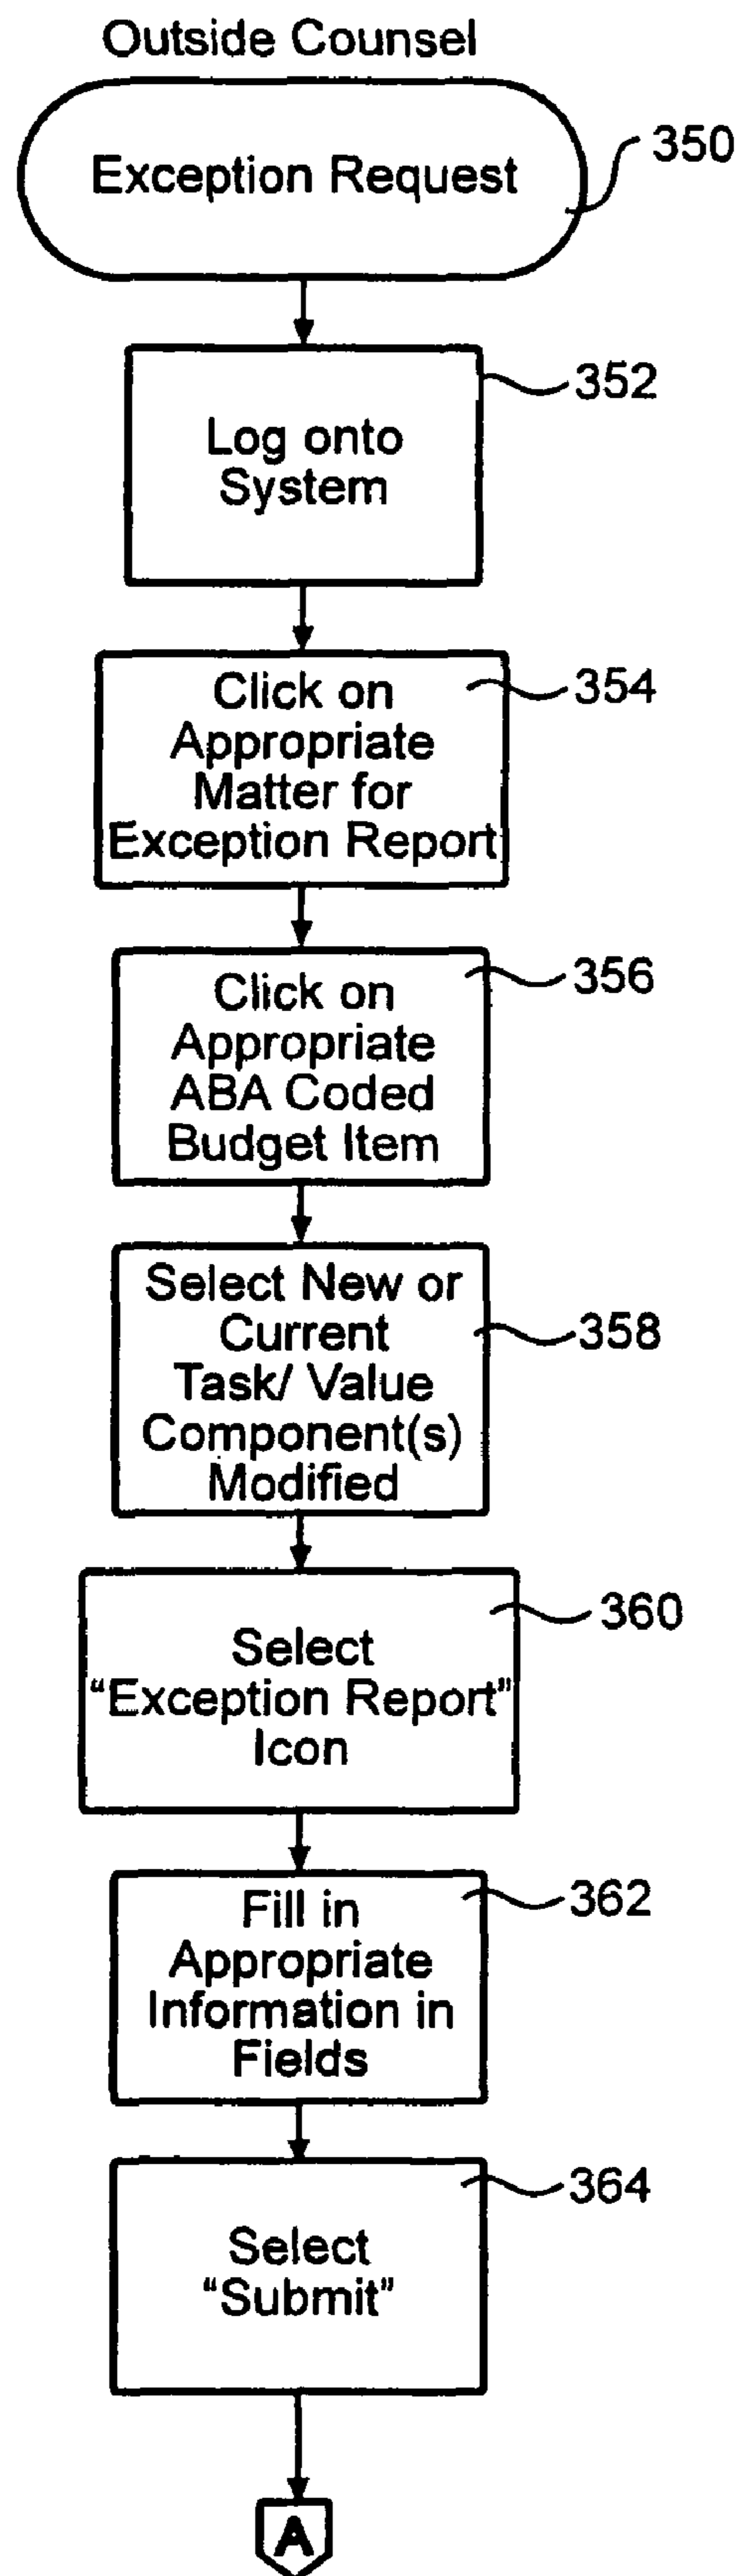 Outside Counsel
Exception Request
350
Log onto
System
352
Click on
Appropriate
Matter for
Exception Report
354
Click on
Appropriate
ABA Coded
Budget Item
356
Select New or
Current
Task/ Value
Component(s)
Modified
358
Select
“Exception Report”
Icon
360
Fill in
Appropriate
Information in
Fields
362
Select
“Submit”
364
A